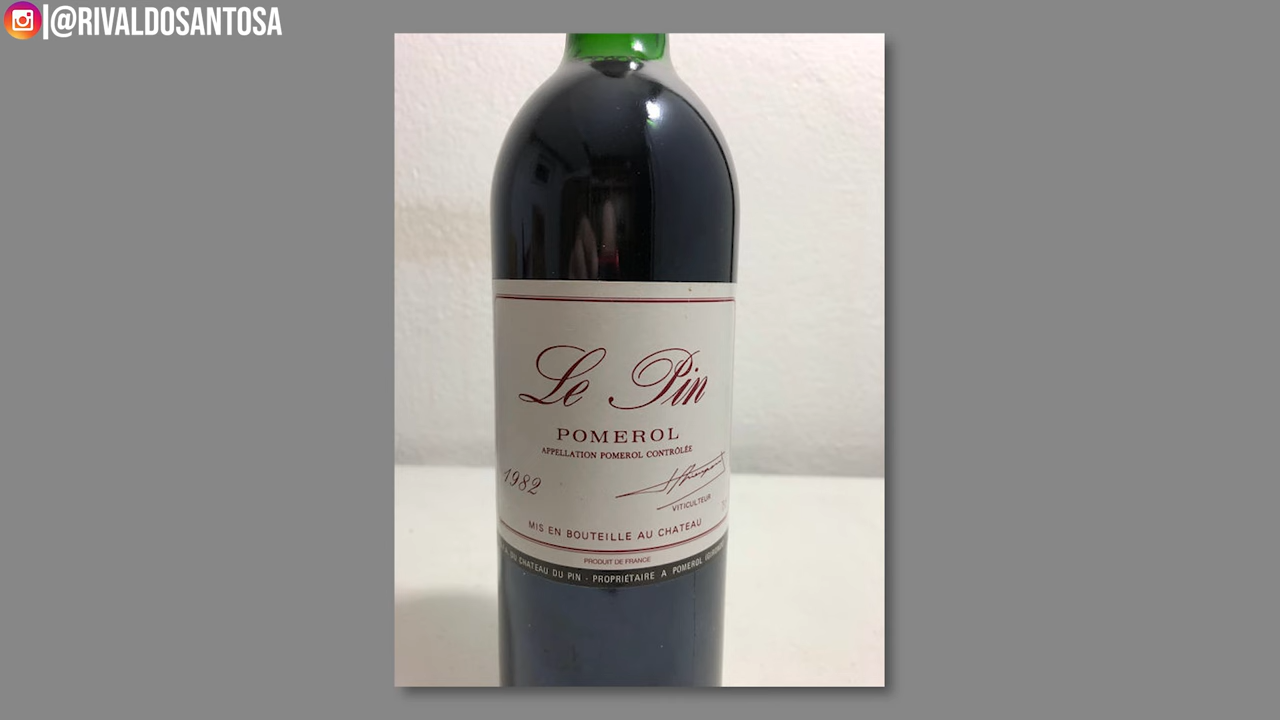 |@RIVALDOSANTOSA
Le Pin
POMEROL
APPELLATION POMEROL CONTRÔLÉE
1982
VITICULTEUR
MIS EN BOUTEILLE AU CHATEAU
PRODUIT DE FRANCE
DU CHATEAU DU PIN - PROPRIÉTAIRE A POMEROL